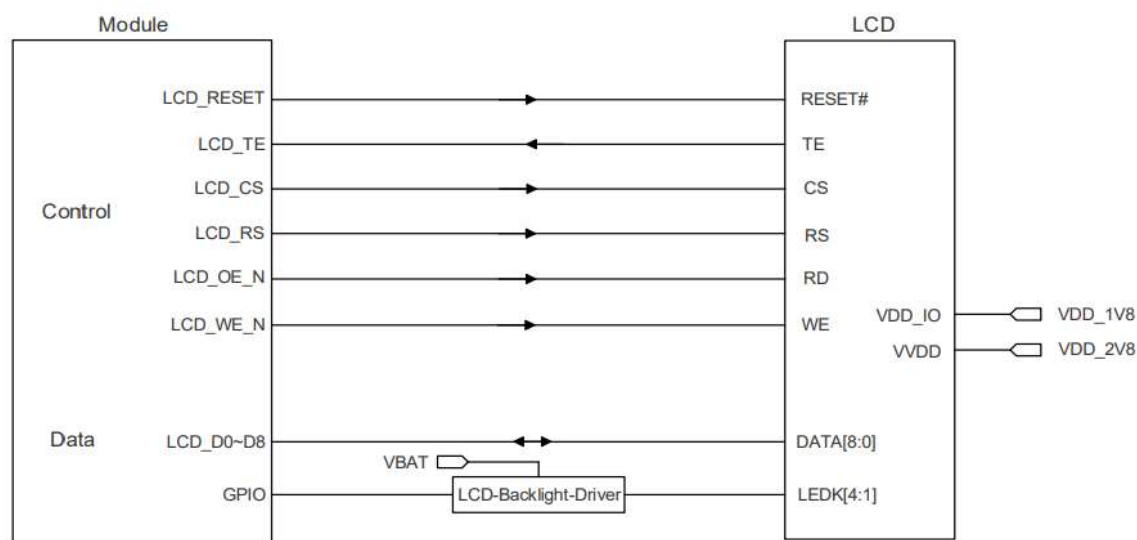 Module LCD
LCD_RESET RESET#
LCD_TE TE
LCD_CS CS
Control
LCD_RS RS
LCD_OE_N RD
VDD_IO VDD_1V8
LCD_WE_N WE
VVDD VDD_2V8
Data LCD_D0~D8 DATA[8:0]
VBAT
GPIO LCD-Backlight-Driver LEDK[4:1]